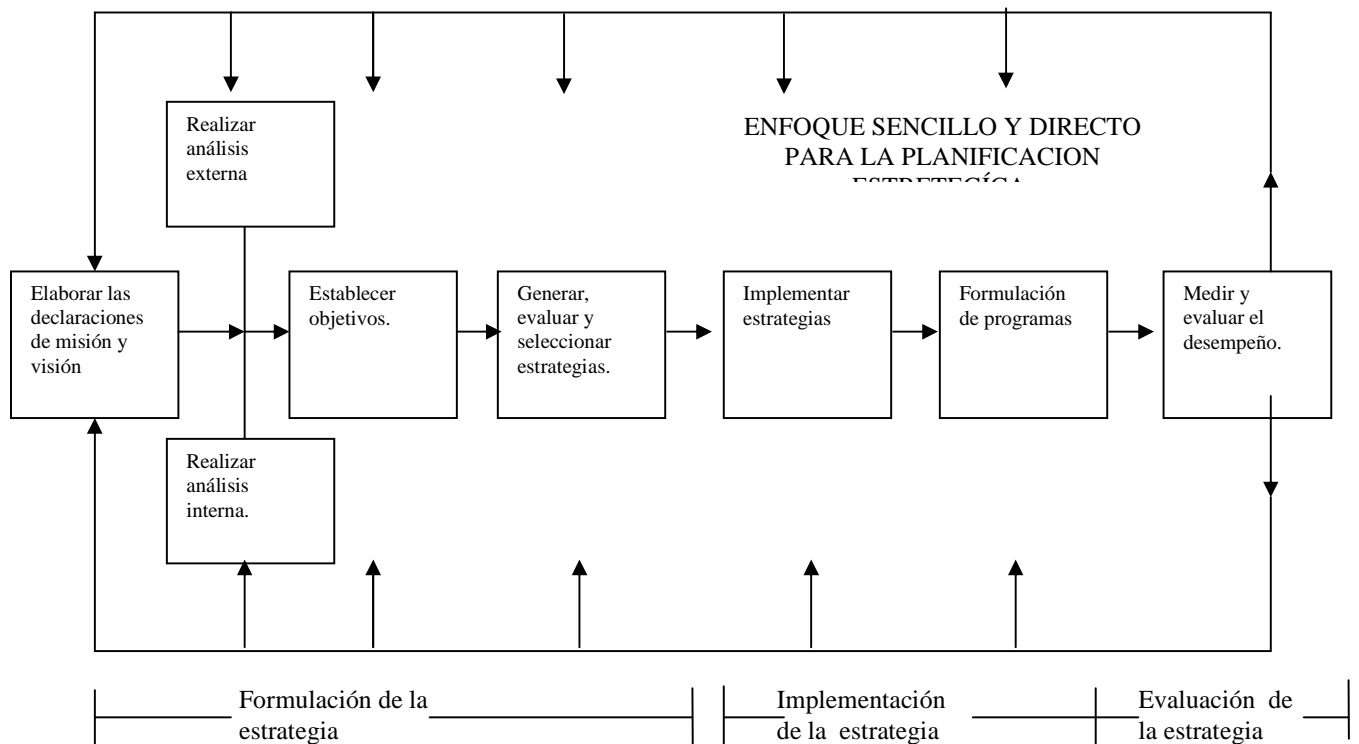 Realizar
análisis
externa
ENFOQUE SENCILLO Y DIRECTO
PARA LA PLANIFICACION
ESTRETEGÍCA
Elaborar las
declaraciones
de misión y
visión
Establecer
objetivos.
Generar,
evaluar y
seleccionar
estrategias.
Implementar
estrategias
Formulación
de programas
Medir y
evaluar el
desempeño.
Realizar
análisis
interna.
Formulación de la
estrategia
Implementación
de la estrategia
Evaluación de
la estrategia